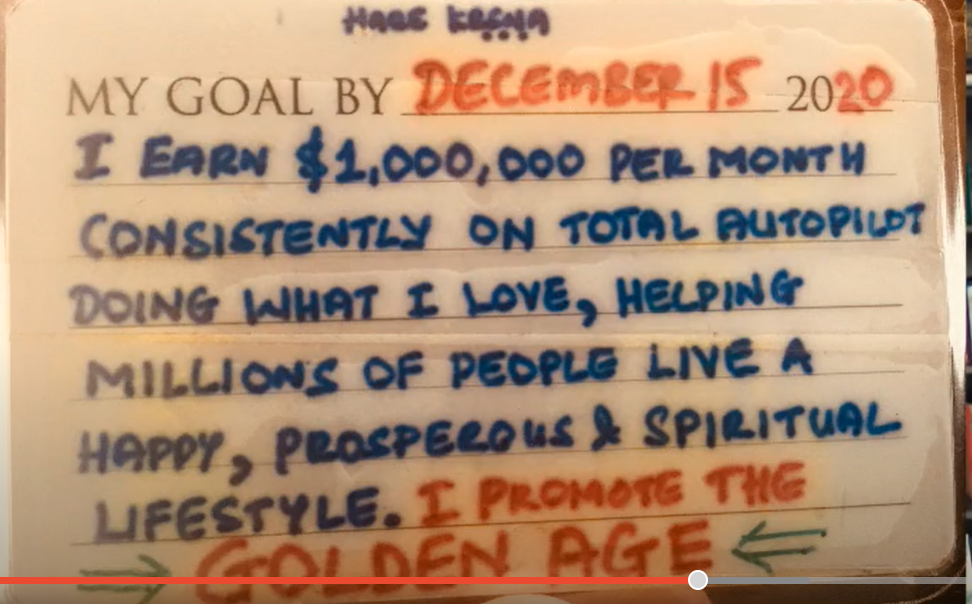 HARE KRSNA
MY GOAL BY DECEMBER 15 2020
I EARN $1,000,000 PER MONTH
CONSISTENTLY ON TOTAL AUTOPILOT
DOING WHAT I LOVE, HELPING
MILLIONS OF PEOPLE LIVE A
HAPPY, PROSPEROUS & SPIRITUAL
LIFESTYLE. I PROMOTE THE
GOLDEN AGE